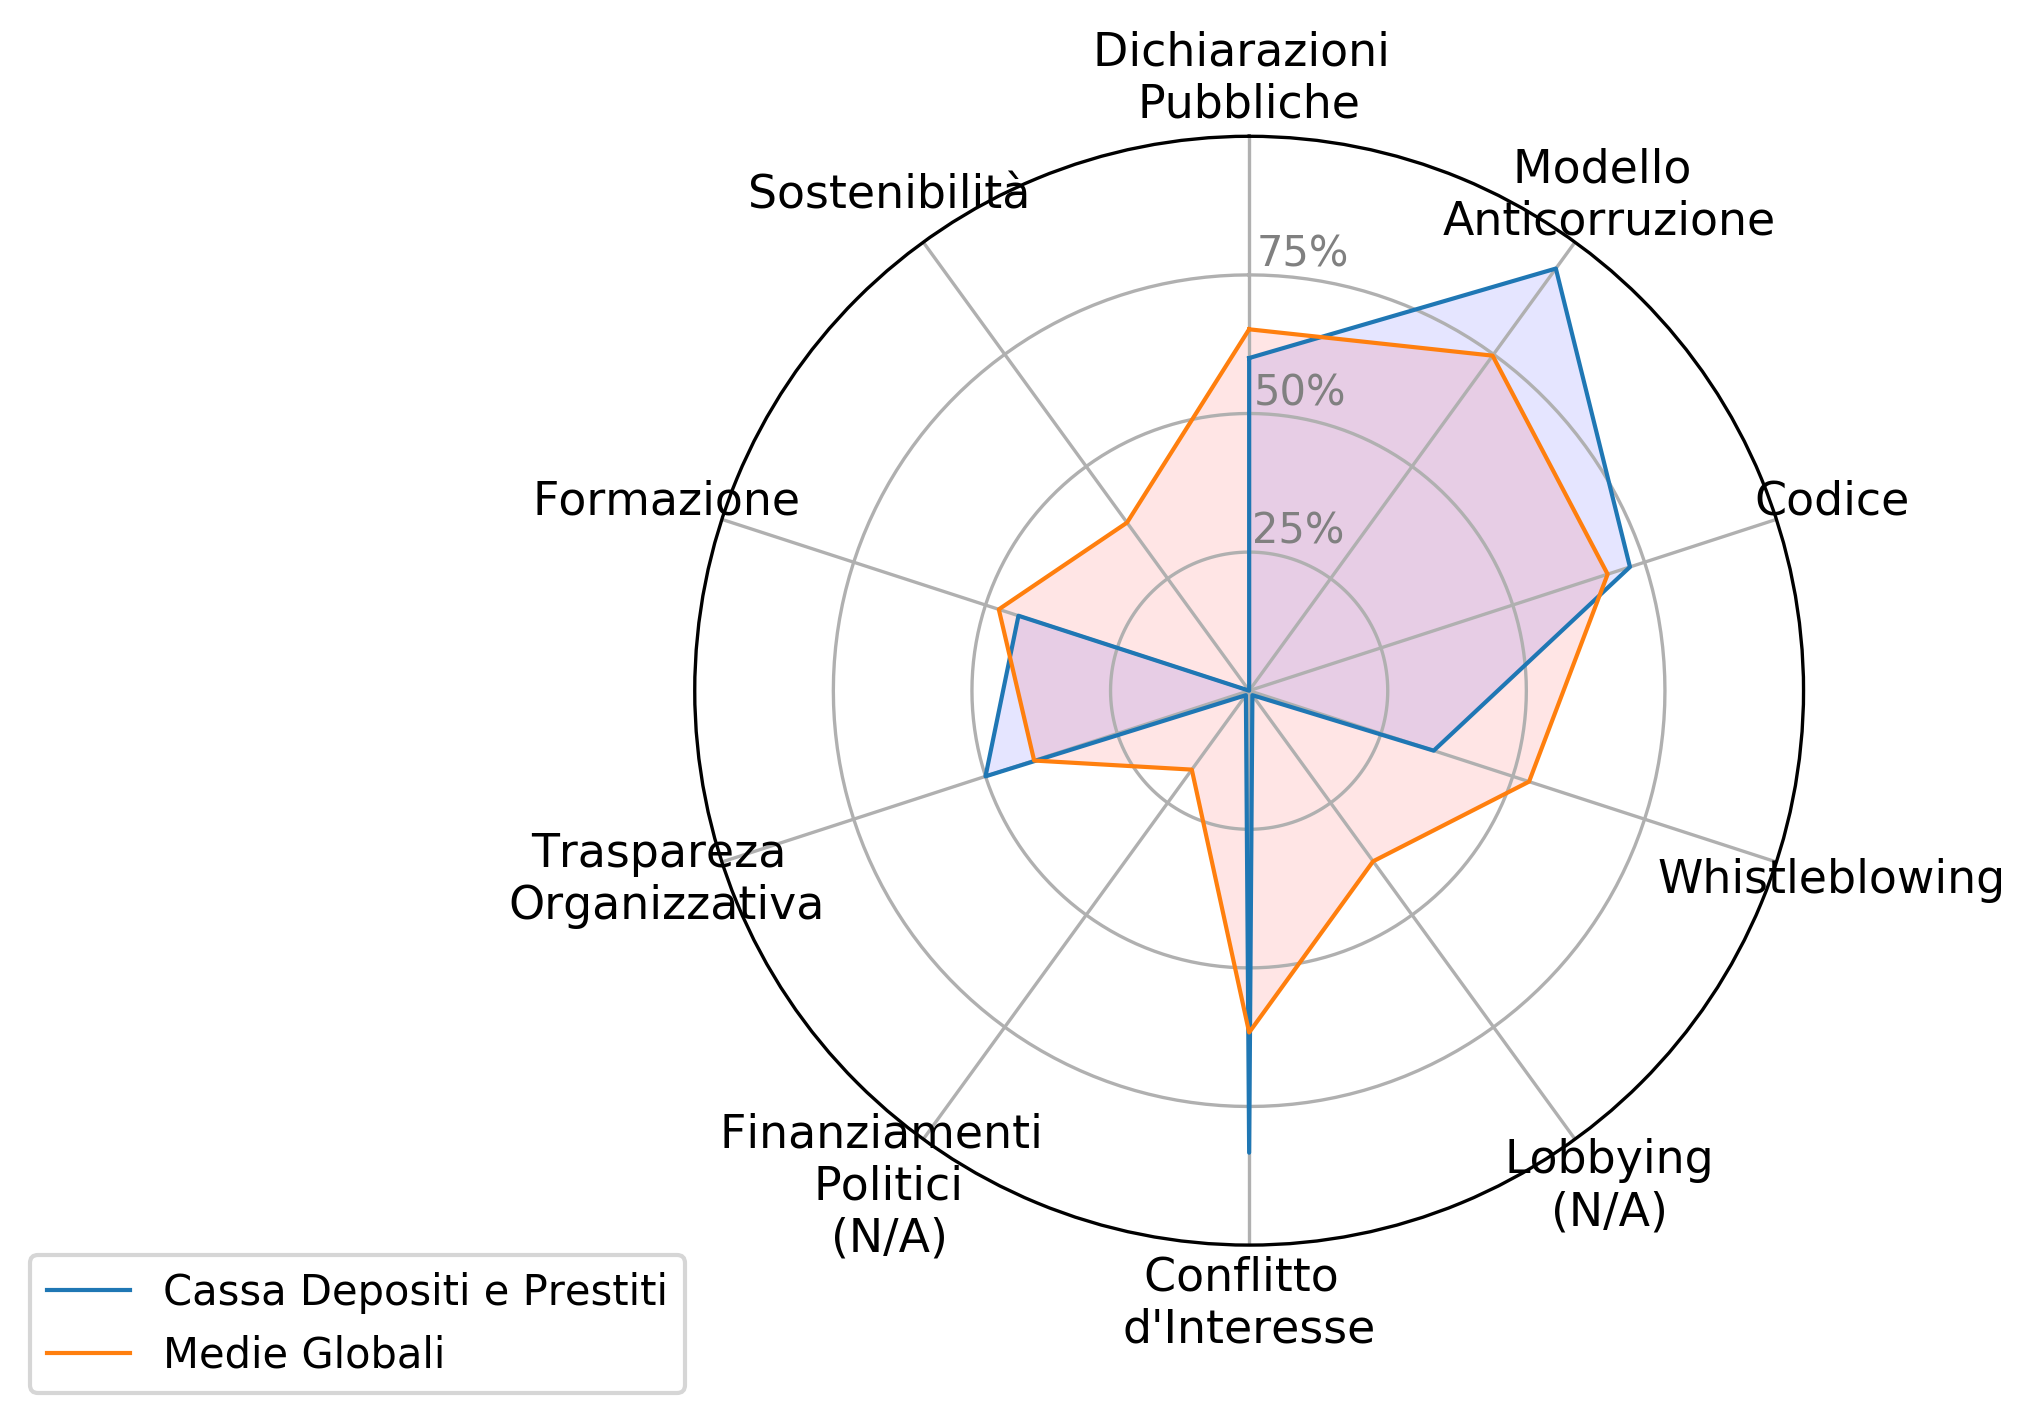 Dichiarazioni
Pubbliche
Modello
Anticorruzione
Sostenibilità
75%
50%
25%
Formazione
Codice
Traspareza
Organizzativa
Whistleblowing
Finanziamenti
Politici
(N/A)
Lobbying
(N/A)
Conflitto
d'Interesse
Cassa Depositi e Prestiti
Medie Globali